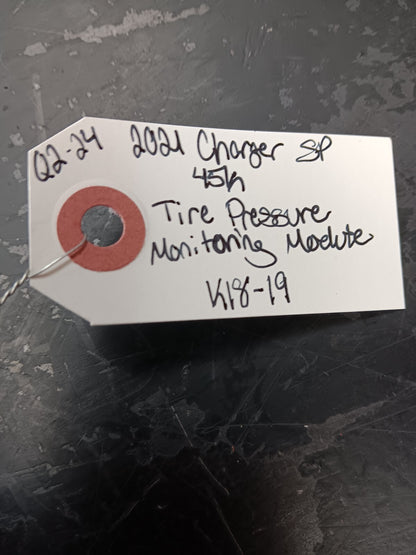 Q2-24 2021 Charger SP
45k
Tire Pressure
Monitoring Module
K18-19